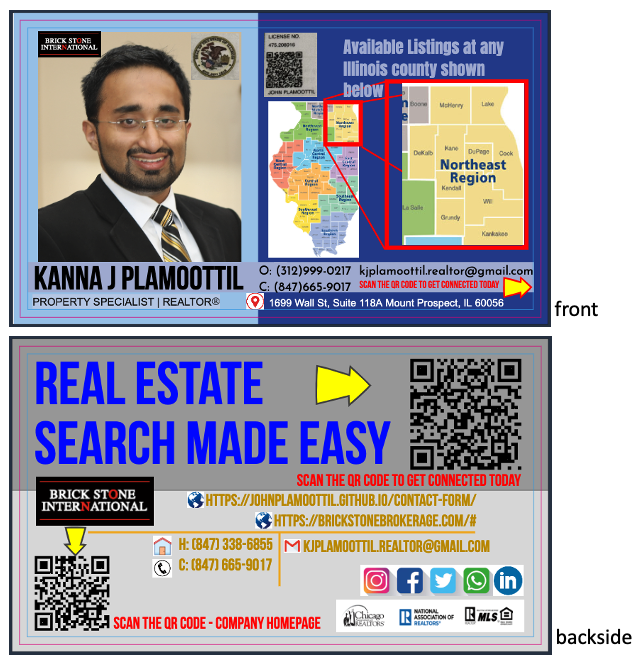 BRICK STONE
INTERNATIONAL
LICENSE NO.
475.208016
JOHN PLAMOOTTIL
Available Listings at any
Illinois county shown
below
Boone
McHenry
Lake
DeKalb
Kane
DuPage
Cook
Northeast
Region
Kendall
La Salle
Will
Grundy
Kankakee
KANNA J PLAMOOTTIL
PROPERTY SPECIALIST | REALTOR®
O: (312)999-0217 kjplamoottil.realtor@gmail.com
C: (847)665-9017 SCAN THE QR CODE TO GET CONNECTED TODAY
1699 Wall St, Suite 118A Mount Prospect, IL 60056
front
REAL ESTATE
SEARCH MADE EASY
SCAN THE QR CODE TO GET CONNECTED TODAY
BRICK STONE
INTERNATIONAL
HTTPS://JOHNPLAMOOTTIL.GITHUB.IO/CONTACT-FORM/
HTTPS://BRICKSTONEBROKERAGE.COM/#
H: (847) 338-6855
KJPLAMOOTTIL.REALTOR@GMAIL.COM
C: (847) 665-9017
in
SCAN THE QR CODE - COMPANY HOMEPAGE
Chicago
REALTORS
NATIONAL
ASSOCIATION OF
REALTORS®
MLS
backside